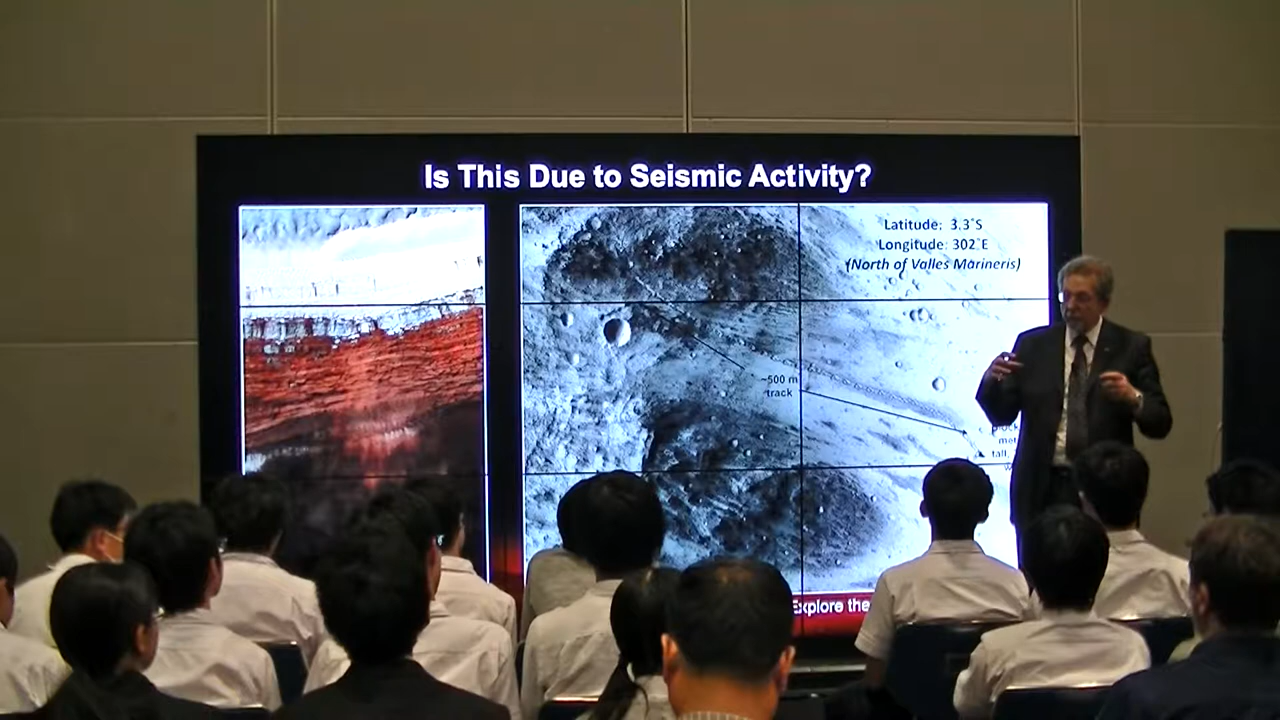 Is This Due to Seismic Activity?
Latitude: 3.3°S
Longitude: 302°E
(North of Valles Marineris)
~500 m
track
fall,
Explore the